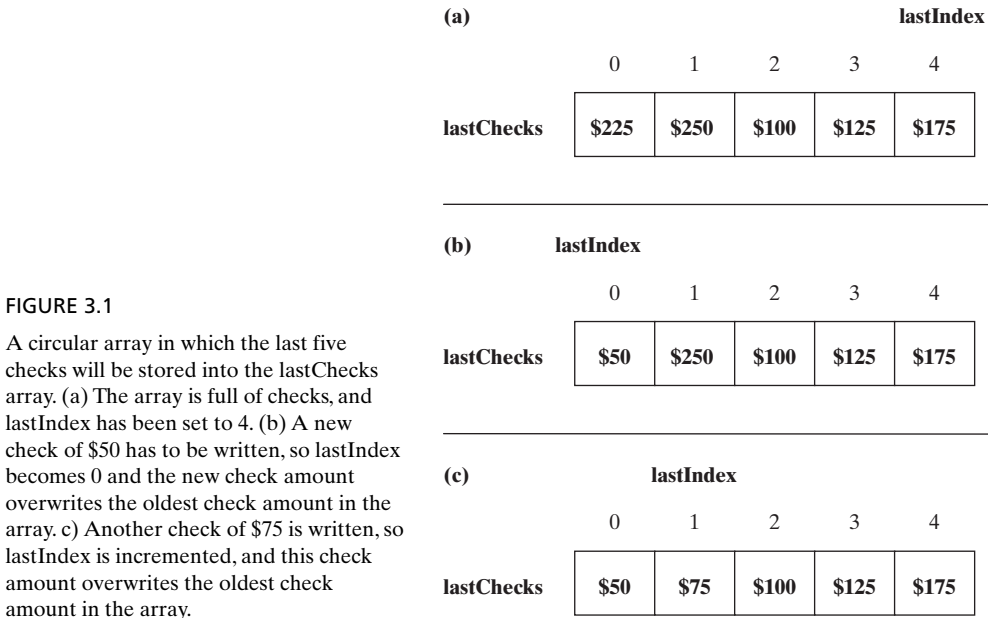 (a) lastIndex
0 1 2 3 4
lastChecks $225 $250 $100 $125 $175
(b) lastIndex
0 1 2 3 4
lastChecks $50 $250 $100 $125 $175
(c) lastIndex
0 1 2 3 4
lastChecks $50 $75 $100 $125 $175
FIGURE 3.1
A circular array in which the last five
checks will be stored into the lastChecks
array. (a) The array is full of checks, and
lastIndex has been set to 4. (b) A new
check of $50 has to be written, so lastIndex
becomes 0 and the new check amount
overwrites the oldest check amount in the
array. c) Another check of $75 is written, so
lastIndex is incremented, and this check
amount overwrites the oldest check
amount in the array.